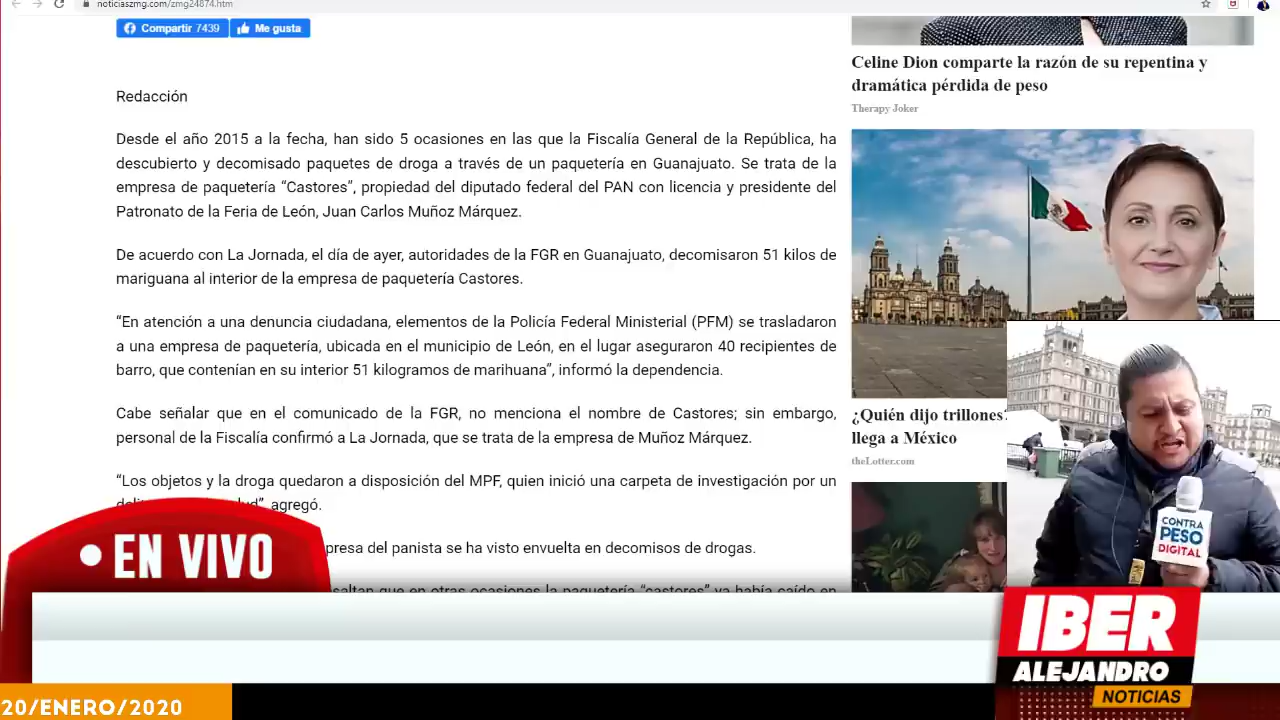 noticiaszmg.com/zmg24874.htm
Compartir 7439
Me gusta
Redacción
Desde el año 2015 a la fecha, han sido 5 ocasiones en las que la Fiscalía General de la República, ha
descubierto y decomisado paquetes de droga a través de un paquetería en Guanajuato. Se trata de la
empresa de paquetería “Castores”, propiedad del diputado federal del PAN con licencia y presidente del
Patronato de la Feria de León, Juan Carlos Muñoz Márquez.
De acuerdo con La Jornada, el día de ayer, autoridades de la FGR en Guanajuato, decomisaron 51 kilos de
mariguana al interior de la empresa de paquetería Castores.
“En atención a una denuncia ciudadana, elementos de la Policía Federal Ministerial (PFM) se trasladaron
a una empresa de paquetería, ubicada en el municipio de León, en el lugar aseguraron 40 recipientes de
barro, que contenían en su interior 51 kilogramos de marihuana”, informó la dependencia.
Cabe señalar que en el comunicado de la FGR, no menciona el nombre de Castores; sin embargo,
personal de la Fiscalía confirmó a La Jornada, que se trata de la empresa de Muñoz Márquez.
“Los objetos y la droga quedaron a disposición del MPF, quien inició una carpeta de investigación por un
agregó.
del panista se ha visto envuelta en decomisos de drogas.
que en otras ocasiones la paquetería “castores” ya había caído en
Celine Dion comparte la razón de su repentina y
dramática pérdida de peso
Therapy Joker
¿Quién dijo trillones?
llega a México
theLotter.com
CONTRA
PESO
DIGITAL
EN VIVO
IBER
ALEJANDRO
NOTICIAS
20/ENERO/2020